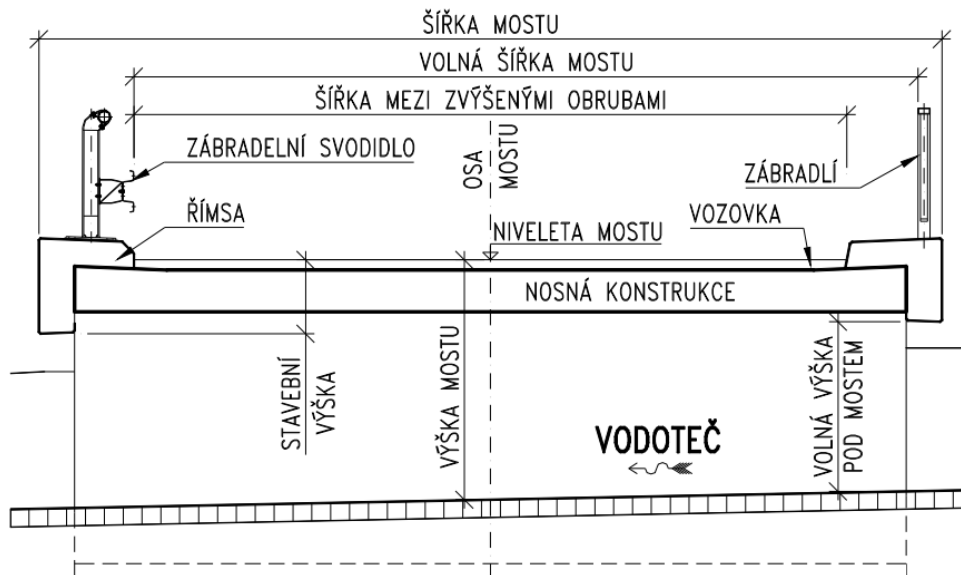 ŠÍŘKA MOSTU
VOLNÁ ŠÍŘKA MOSTU
ŠÍŘKA MEZI ZVÝŠENÝMI OBRUBAMI
ZÁBRADELNÍ SVODIDLO
OSA
MOSTU
ZÁBRADLÍ
ŘÍMSA
VOZOVKA
NIVELETA MOSTU
NOSNÁ KONSTRUKCE
STAVEBNÍ
VÝŠKA
VÝŠKA MOSTU
VODOTEČ
VOLNÁ VÝŠKA
POD MOSTEM